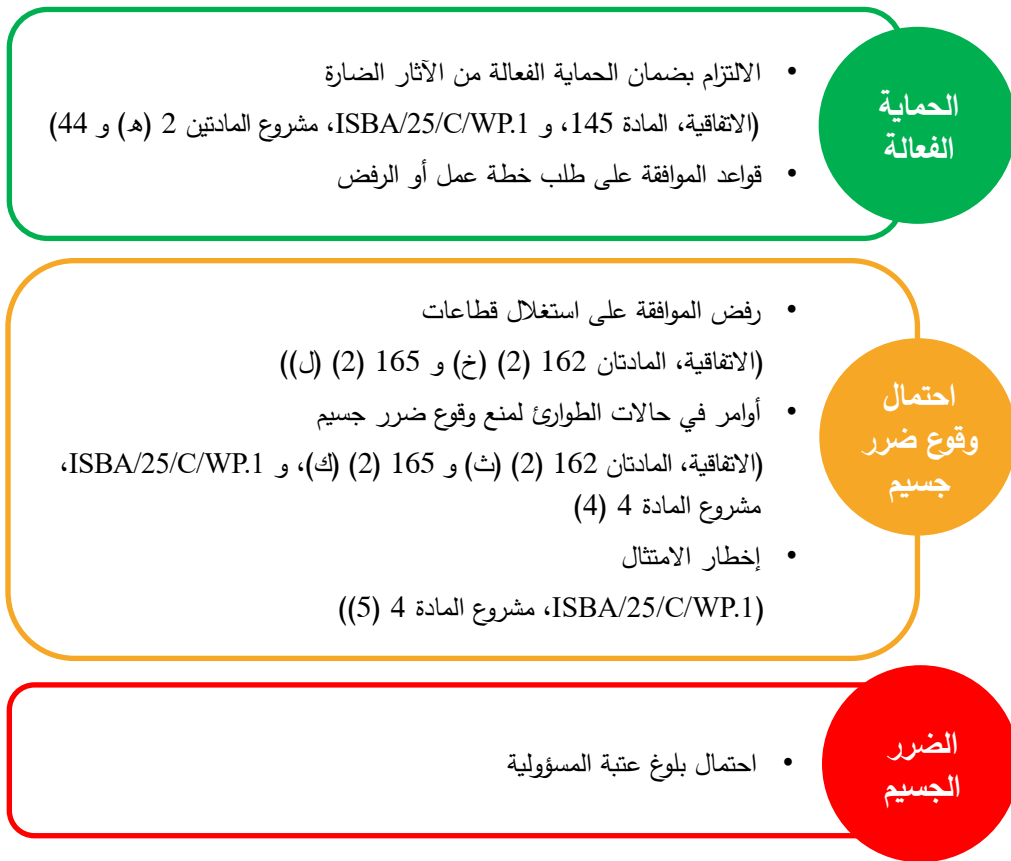 الحماية
الفعالة
• الالتزام بضمان الحماية الفعالة من الآثار الضارة
(الاتفاقية، المادة 145، و ISBA/25/C/WP.1، مشروع المادتين 2 (ه) و 44)
• قواعد الموافقة على طلب خطة عمل أو الرفض
احتمال
وقوع ضرر
جسيم
• رفض الموافقة على استغلال قطاعات
(الاتفاقية، المادتان 162 (2) (خ) و 165 (2) (ل))
• أوامر في حالات الطوارئ لمنع وقوع ضرر جسيم
(الاتفاقية، المادتان 162 (2) (ث) و 165 (2) (ك)، و ISBA/25/C/WP.1،
مشروع المادة 4 (4)
• إخطار الامتثال
(ISBA/25/C/WP.1، مشروع المادة 4 (5))
الضرر
الجسيم
• احتمال بلوغ عتبة المسؤولية